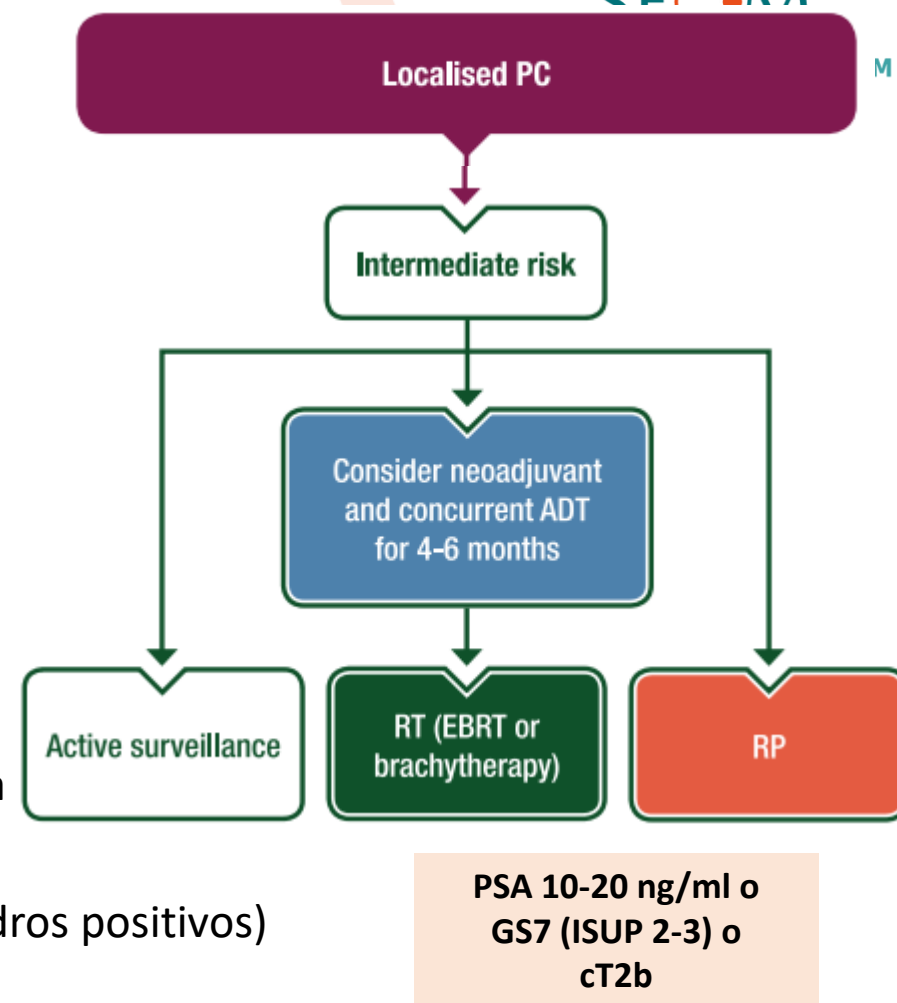 M
Localised PC
Intermediate risk
Consider neoadjuvant
and concurrent ADT
for 4-6 months
Active surveillance
RT (EBRT or
brachytherapy)
RP
dros positivos)
PSA 10-20 ng/ml o
GS7 (ISUP 2-3) o
cT2b